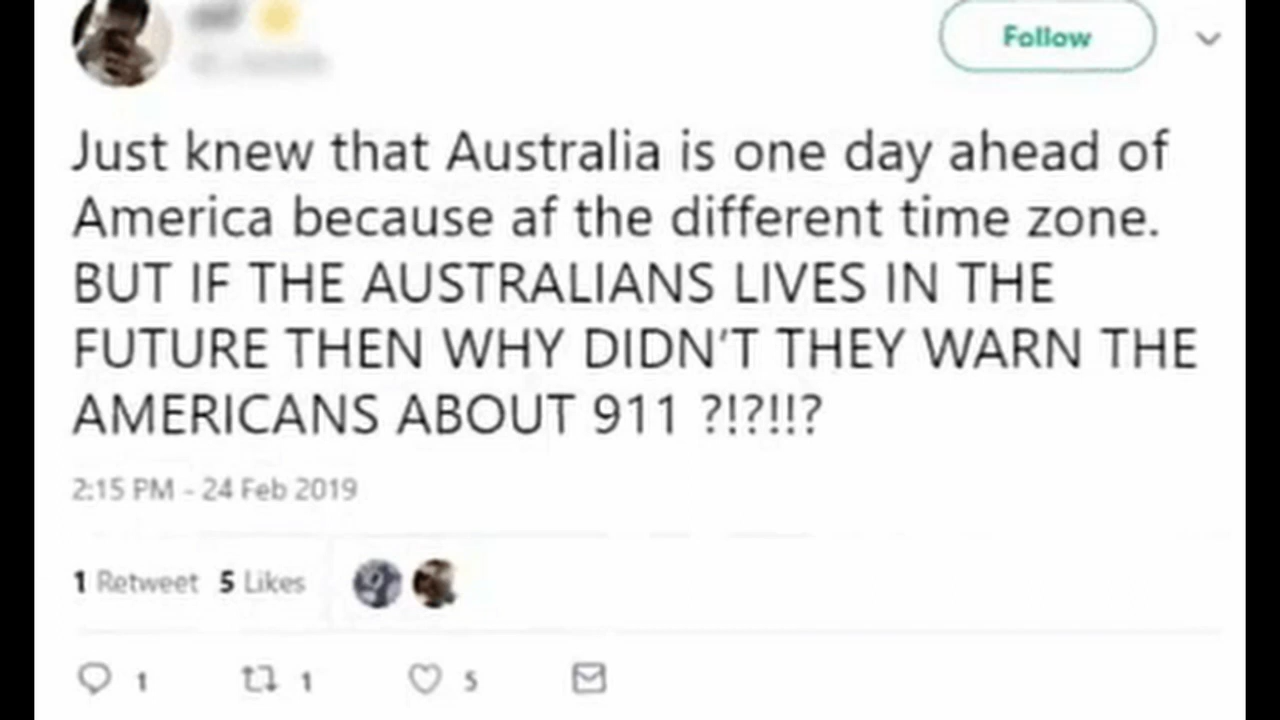 Follow
Just knew that Australia is one day ahead of
America because af the different time zone.
BUT IF THE AUSTRALIANS LIVES IN THE
FUTURE THEN WHY DIDN'T THEY WARN THE
AMERICANS ABOUT 911 ?!?!!?
2:15 PM - 24 Feb 2019
1 Retweet 5 Likes
1 1 5